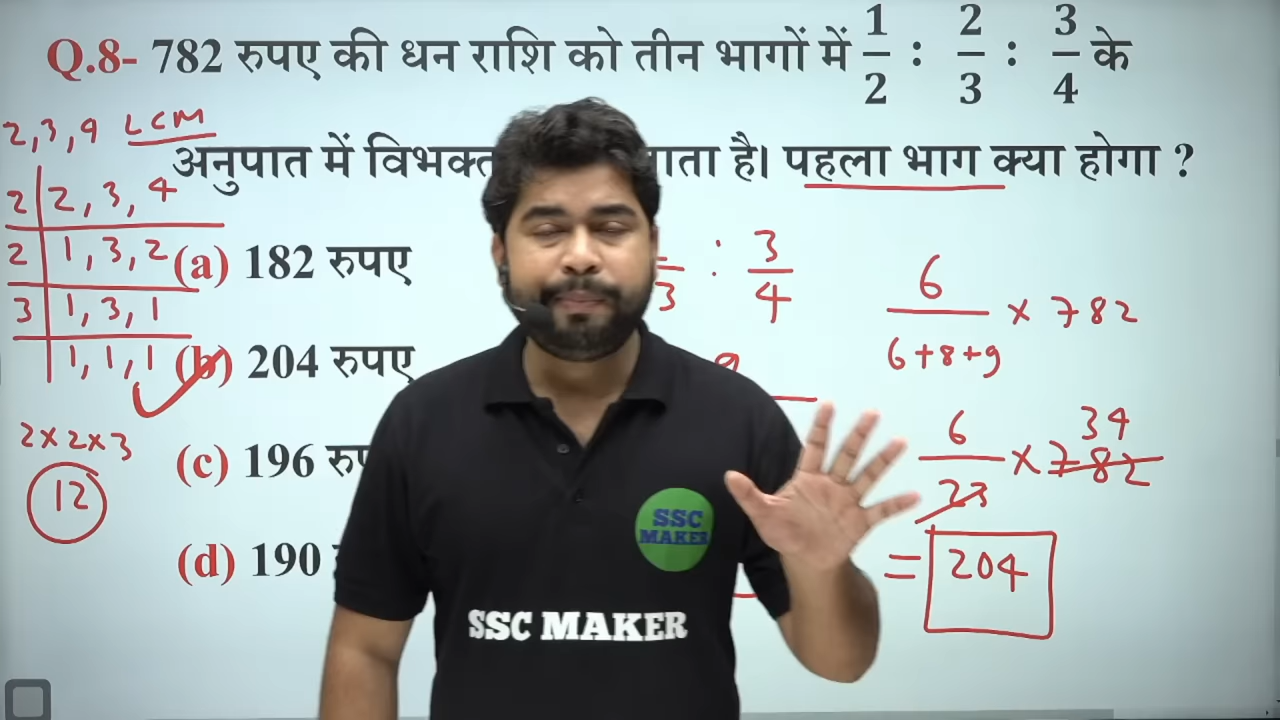 Q.8- 782 रुपए की धन राशि को तीन भागों में 1/2 : 2/3 : 3/4 के
अनुपात में विभक्त है। पहला भाग क्या होगा ?
2,3,4 LCM
2 | 2, 3, 4
2 | 1, 3, 2
3 | 1, 3, 1
1, 1, 1
2×2×3
12
(a) 182 रुपए
(b) 204 रुपए
(c) 196
(d) 190
: 3/4
6/6+8+9 × 782
6/23 × 782
34
= 204
SSC MAKER
SSC MAKER